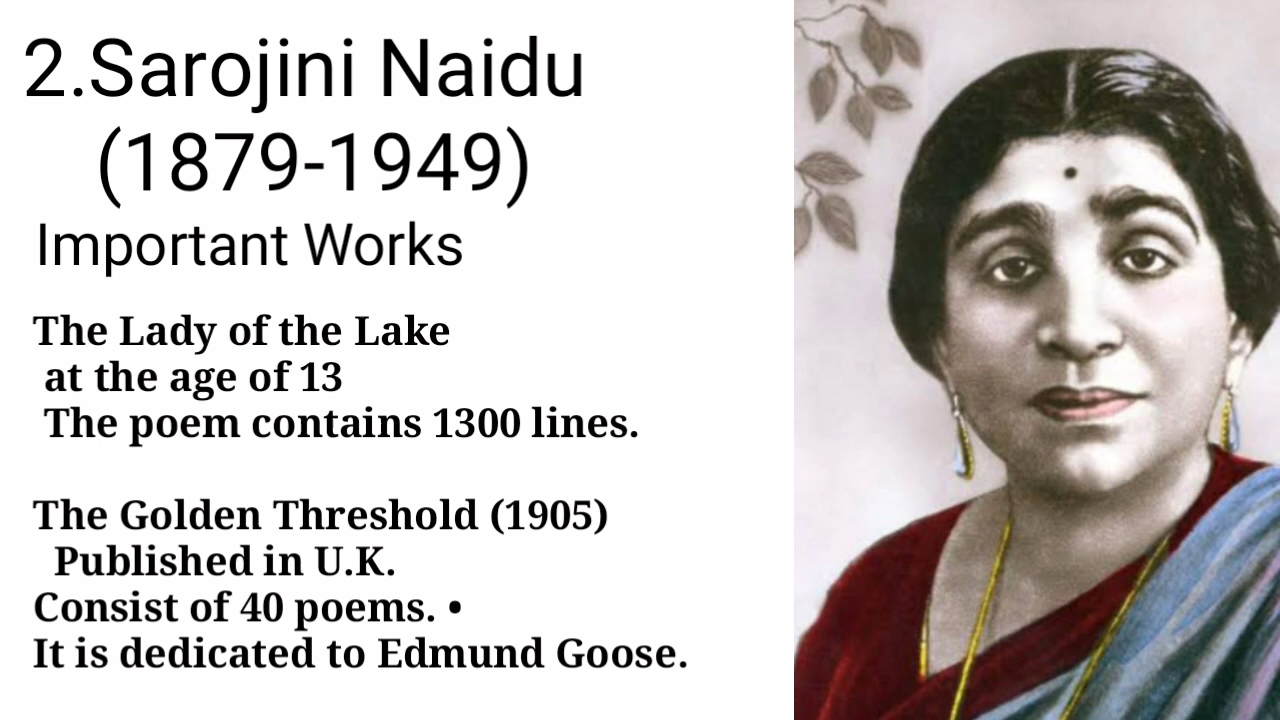 2.Sarojini Naidu
(1879-1949)
Important Works
The Lady of the Lake
at the age of 13
The poem contains 1300 lines.
The Golden Threshold (1905)
Published in U.K.
Consist of 40 poems. •
It is dedicated to Edmund Goose.